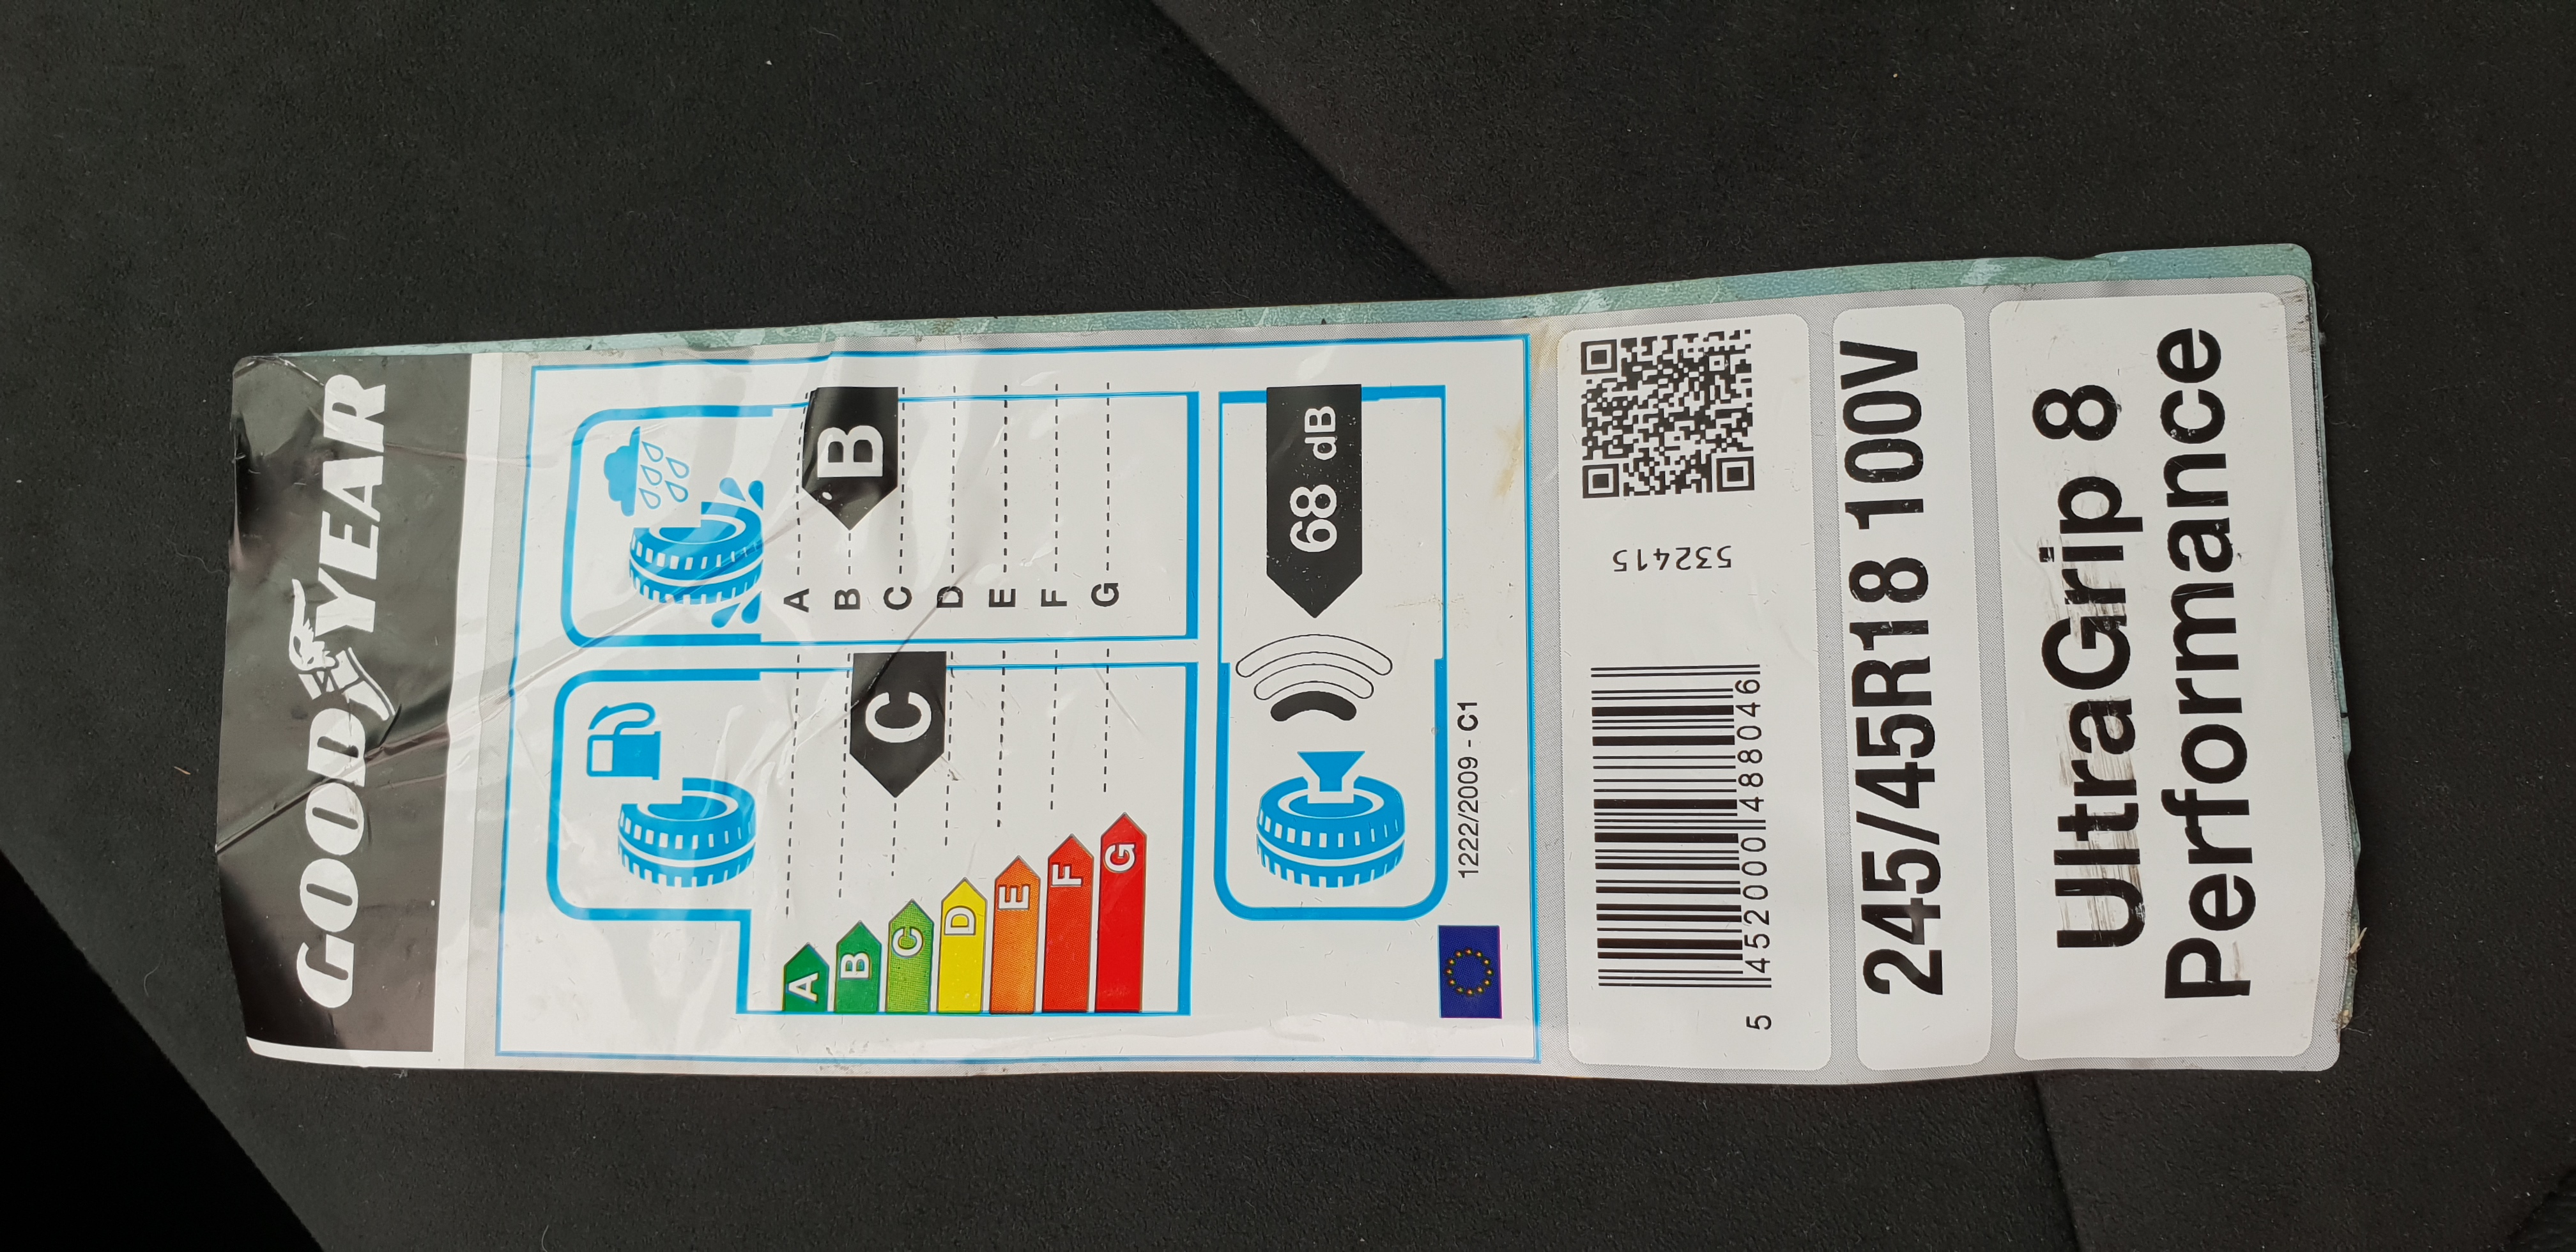 GOODYEAR
A
B
C
D
E
F
G
C
A
B
C
D
E
F
G
B
68 dB
1222/2009 - C1
5 452000 488046
532415
245/45R18 100V
UltraGrip 8
Performance